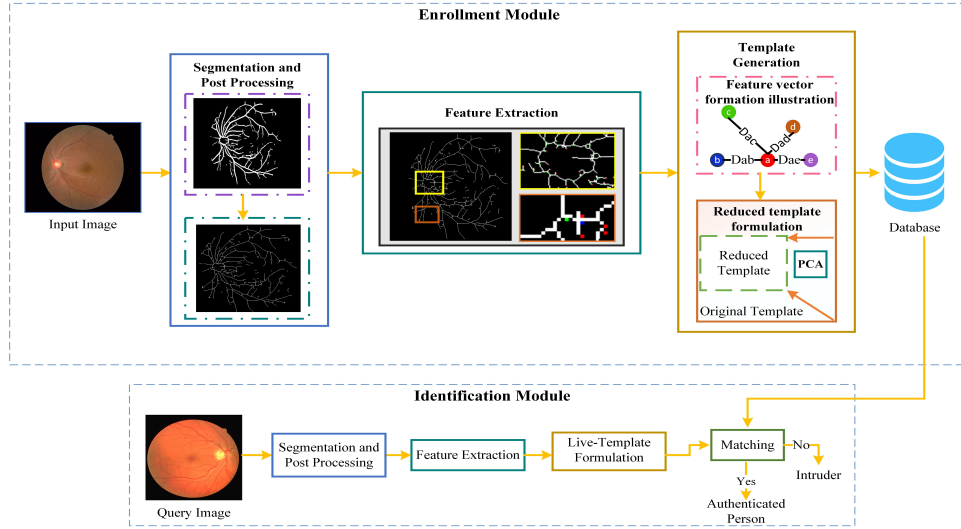 Enrollment Module
Segmentation and
Post Processing
Input Image
Feature Extraction
Template
Generation
Feature vector
formation illustration
c
d
Dac
Dad
b
Dab
a
Dac
e
Reduced template
formulation
Reduced
Template
PCA
Original Template
Database
Identification Module
Query Image
Segmentation and
Post Processing
Feature Extraction
Live-Template
Formulation
Matching
No
Intruder
Yes
Authenticated
Person